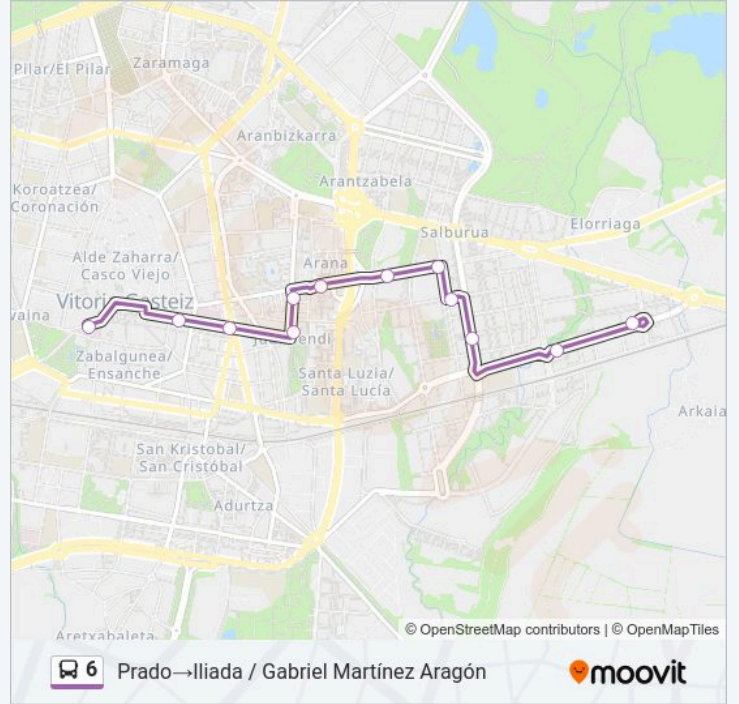 Pilar/El Pilar
Zaramaga
Aranbizkarra
Koroatzea/
Coronación
Arantzabela
Elorriaga
Salburua
Alde Zaharra/
Casco Viejo
Arana
Vitoria-Gasteiz
vaina
Zabalgunea/
Ensanche
Santa Luzia/
Santa Lucía
Arkaia
San Kristobal/
San Cristóbal
Adurtza
Aretxabaleta
© OpenStreetMap contributors | © OpenMapTiles
6 Prado→Iliada / Gabriel Martínez Aragón
moovit